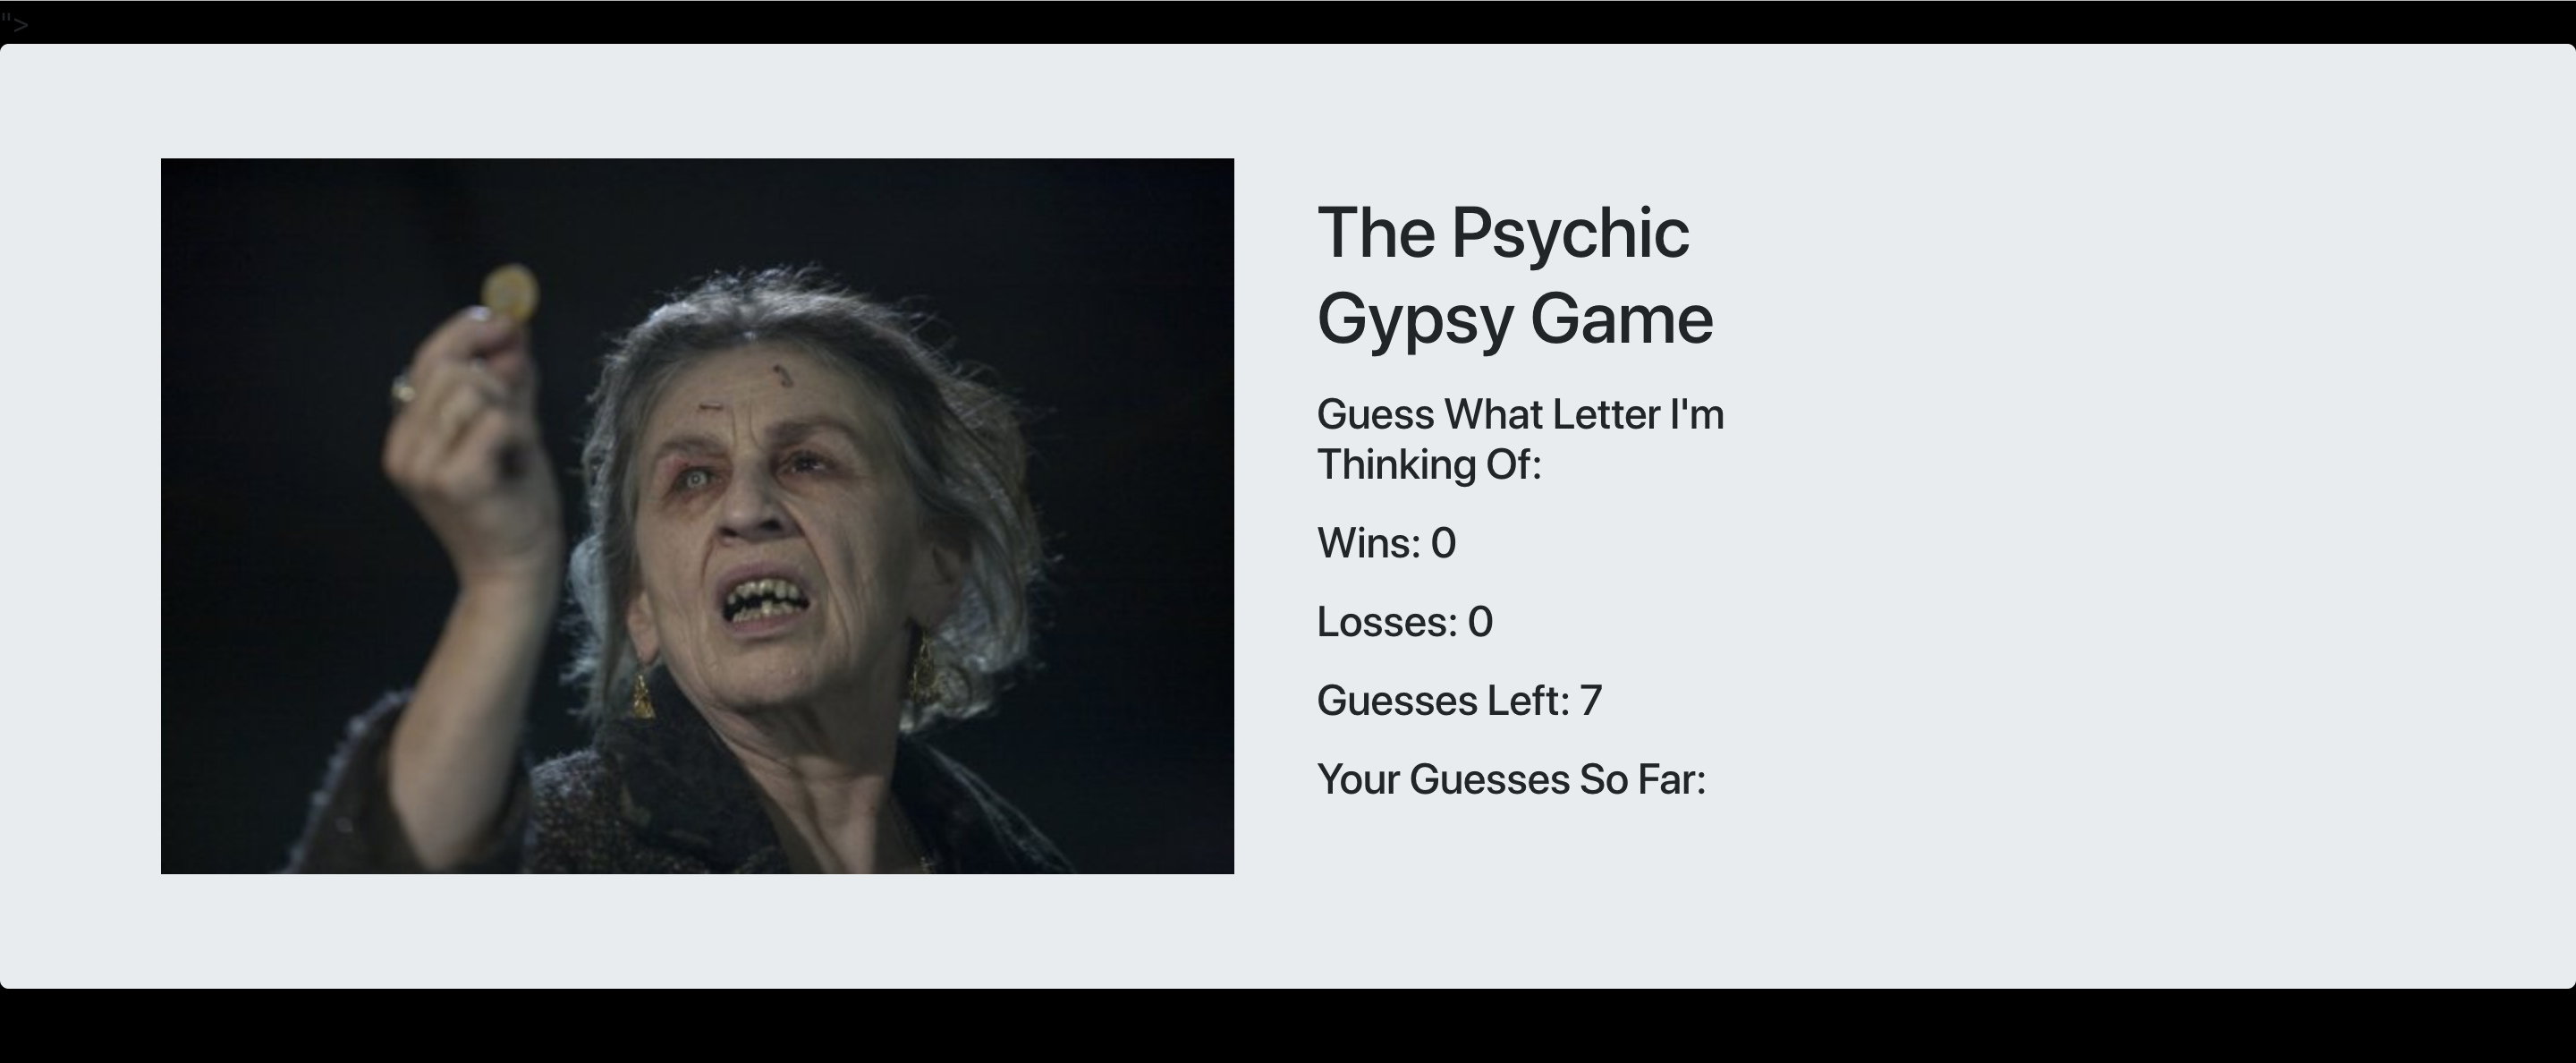 ">
The Psychic
Gypsy Game
Guess What Letter I'm
Thinking Of:
Wins: 0
Losses: 0
Guesses Left: 7
Your Guesses So Far: